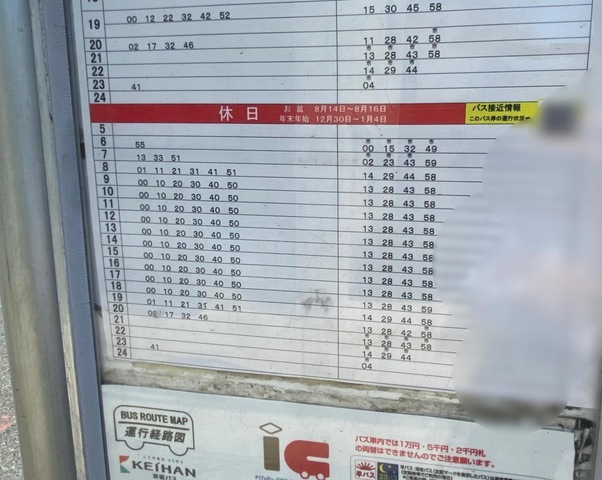 19 00 12 22 32 42 52 15 30 45 58
20 02 17 32 46 11 28 42 58
21 13 28 43 58
22 14 29 44
23 41 04
24
休日 お盆 8月14日~8月16日
年末年始 12月30日~1月4日
バス接近情報
このバス停の運行状況
5
6 55 00 15 32 49
7 13 33 51 02 23 43 59
8 01 11 21 31 41 51 14 29 44 58
9 00 10 20 30 40 50 13 28 43 58
10 00 10 20 30 40 50 13 28 43 58
11 00 10 20 30 40 50 13 28 43 58
12 00 10 20 30 40 50 13 28 43 58
13 00 10 20 30 40 50 13 28 43 58
14 00 10 20 30 40 50 13 28 43 58
15 00 10 20 30 40 50 13 28 43 58
16 00 10 20 30 40 50 13 28 43 58
17 00 10 20 30 40 50 13 28 43 58
18 00 10 20 30 40 50 13 28 43 59
19 01 11 21 31 41 51 14 29 44 58
20 02 17 32 46 13 28 42 58
21 13 28 43 58
22 14 29 44
23 41 04
24
BUS ROUTE MAP
運行経路図
KEIHAN
京阪バス
IC
バス車内では1万円・5千円・2千円札
の両替はできませんのでご注意願います。
早バス